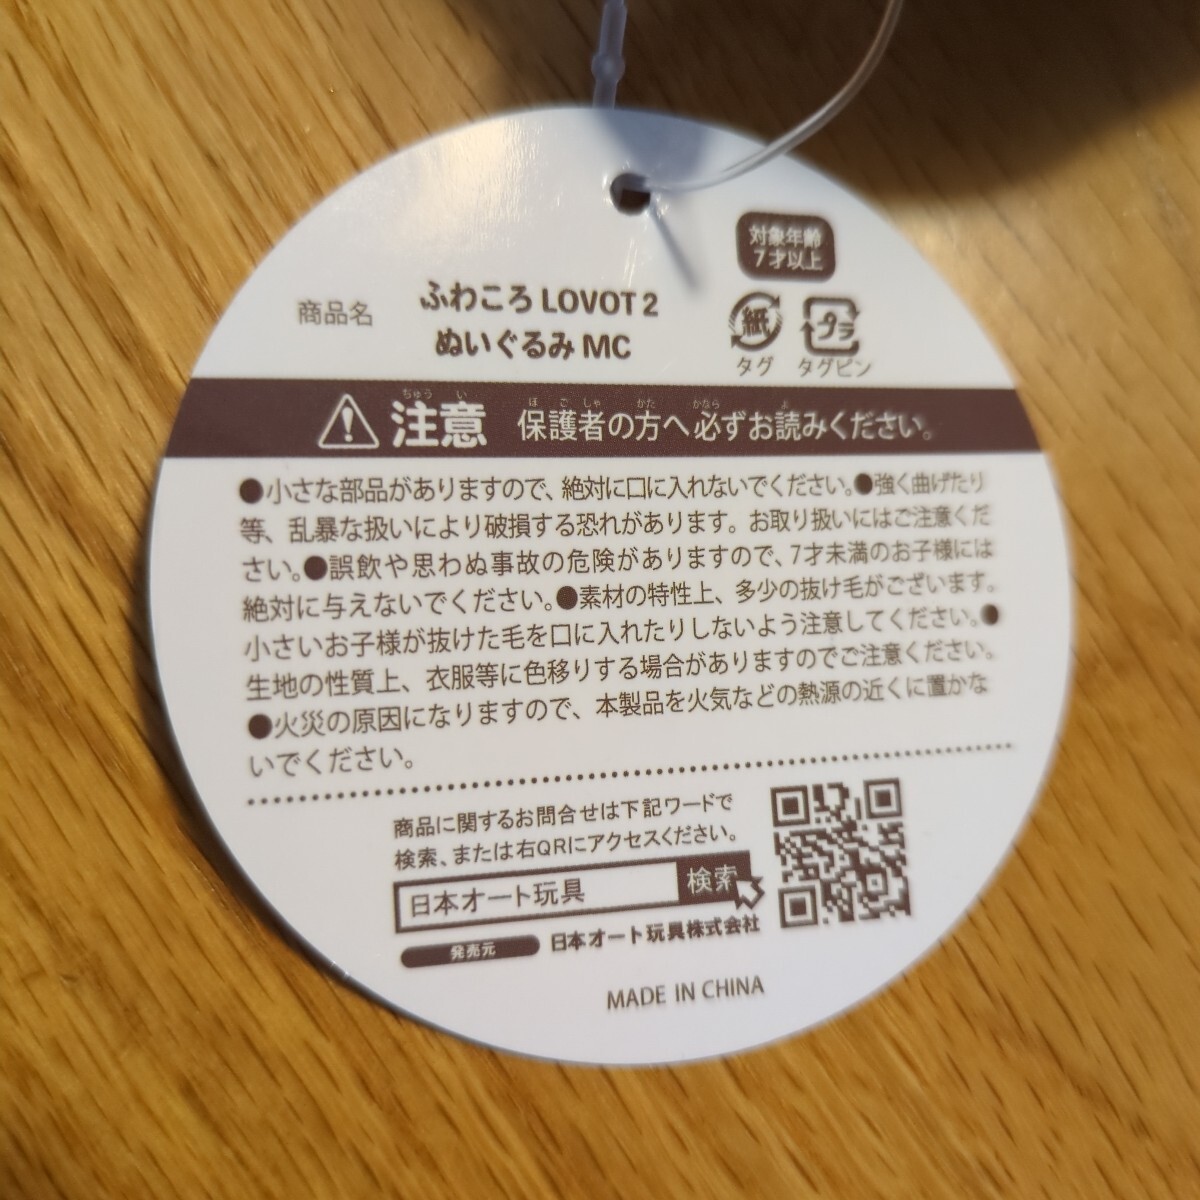 対象年齢
7才以上
商品名
ふわころ LOVOT 2
ぬいぐるみ MC
紙
プラ
タグ
タグピン
ちゅう い
ほ ご しゃ かた かなら よ
注意 保護者の方へ必ずお読みください。
●小さな部品がありますので、絶対に口に入れないでください。●強く曲げたり
等、乱暴な扱いにより破損する恐れがあります。お取り扱いにはご注意くだ
さい。●誤飲や思わぬ事故の危険がありますので、7才未満のお子様には
絶対に与えないでください。●素材の特性上、多少の抜け毛がございます。
小さいお子様が抜けた毛を口に入れたりしないよう注意してください。●
生地の性質上、衣服等に色移りする場合がありますのでご注意ください。
●火災の原因になりますので、本製品を火気などの熱源の近くに置かな
いでください。
商品に関するお問合せは下記ワードで
検索、または右QRにアクセスください。
日本オート玩具 検索
発売元 日本オート玩具株式会社
MADE IN CHINA